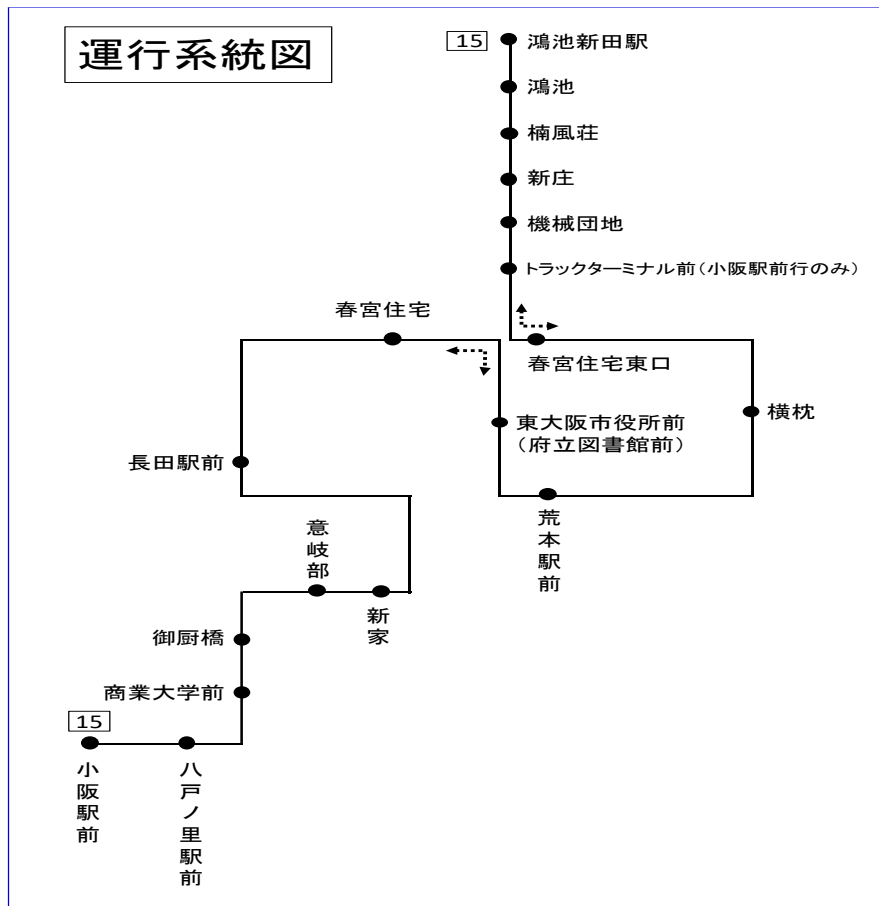 運行系統図
15
鴻池新田駅
鴻池
楠風荘
新庄
機械団地
トラックターミナル前(小阪駅前行のみ)
春宮住宅
春宮住宅東口
横枕
東大阪市役所前
(府立図書館前)
長田駅前
荒本駅前
意岐部
新家
御厨橋
商業大学前
15
小阪駅前
八戸ノ里駅前